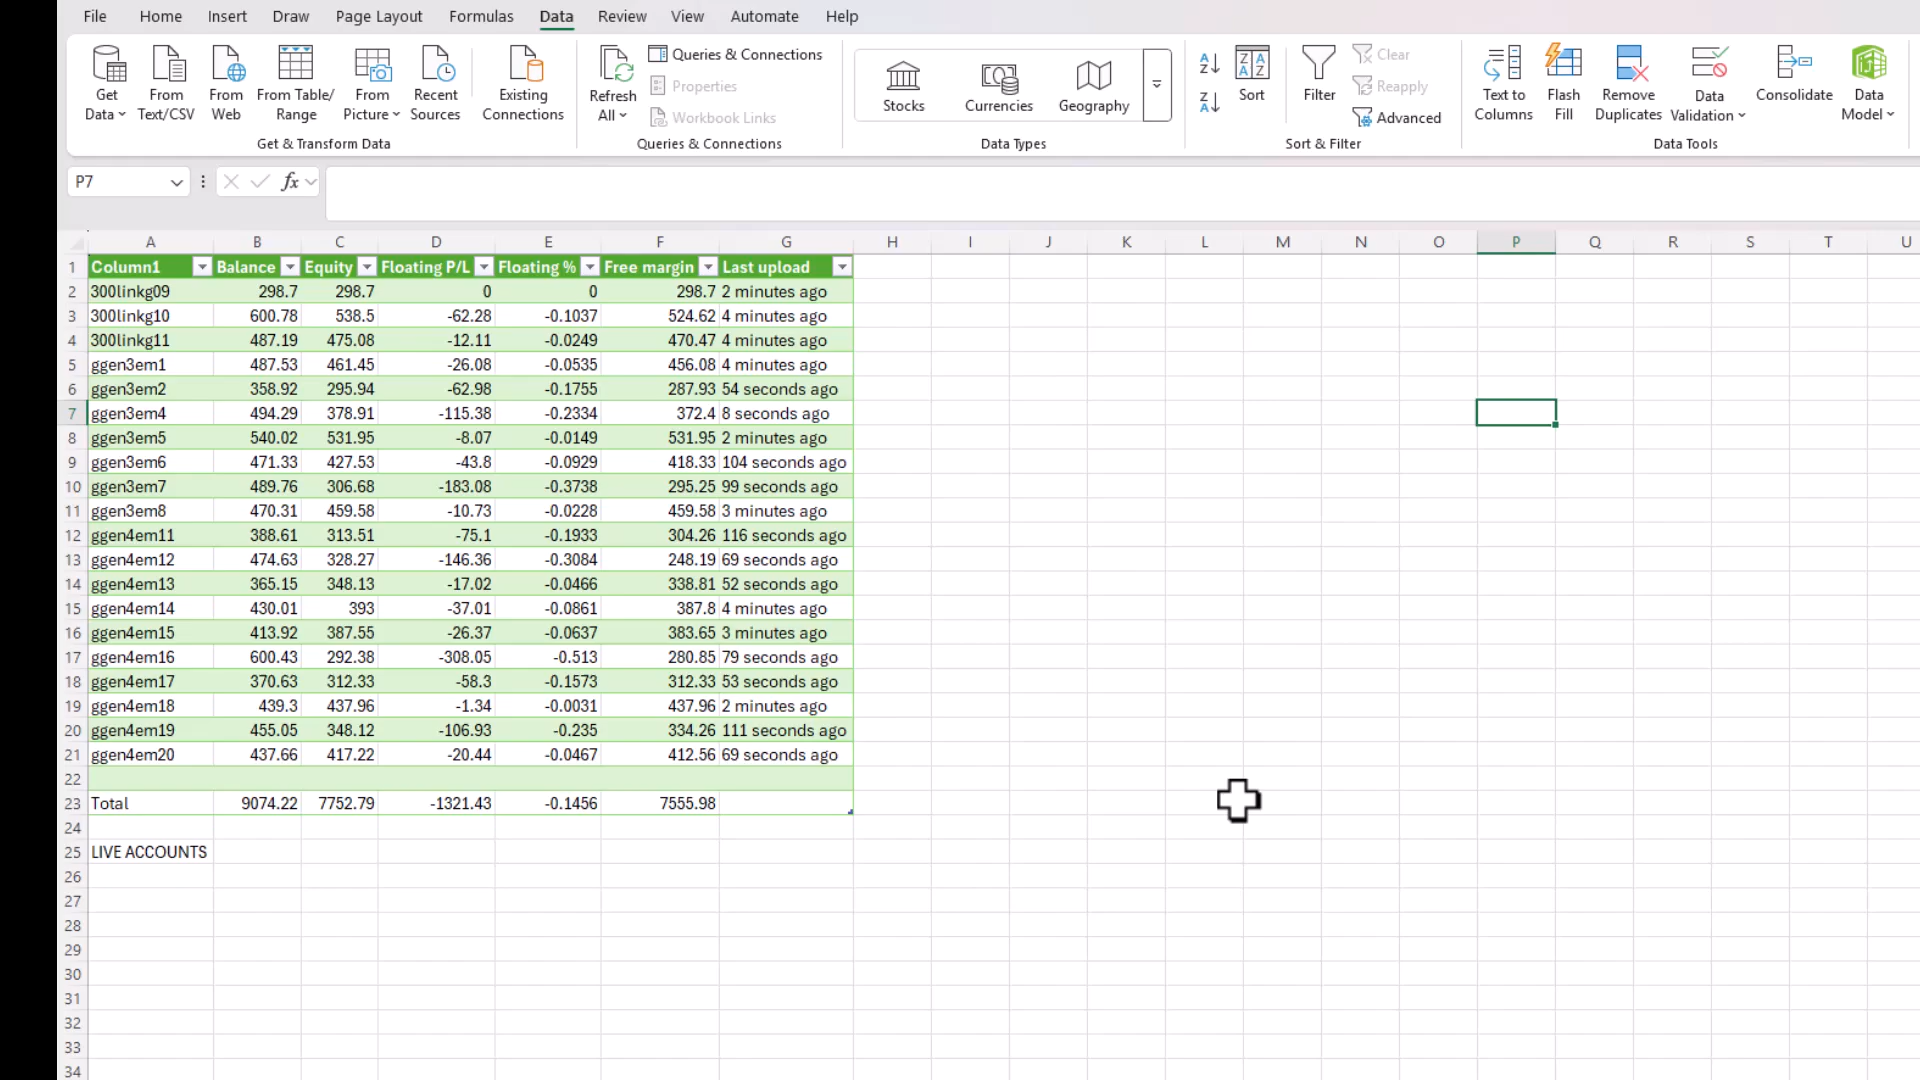 File Home Insert Draw Page Layout Formulas Data Review View Automate Help
Get Data
From Text/CSV
From Web
From Table/ Range
From Picture
Recent Sources
Existing Connections
Get & Transform Data
Refresh All
Queries & Connections
Properties
Workbook Links
Queries & Connections
Stocks
Currencies
Geography
Data Types
A Z
Z A
Z A A Z
Sort
Filter
Clear
Reapply
Advanced
Sort & Filter
Text to Columns
Flash Fill
Remove Duplicates
Data Validation
Consolidate
Data Model
Data Tools
P7
fx
A B C D E F G H I J K L M N O P Q R S T U
1 Column1 Balance Equity Floating P/L Floating % Free margin Last upload
2 300linkg09 298.7 298.7 0 0 298.7 2 minutes ago
3 300linkg10 600.78 538.5 -62.28 -0.1037 524.62 4 minutes ago
4 300linkg11 487.19 475.08 -12.11 -0.0249 470.47 4 minutes ago
5 ggen3em1 487.53 461.45 -26.08 -0.0535 456.08 4 minutes ago
6 ggen3em2 358.92 295.94 -62.98 -0.1755 287.93 54 seconds ago
7 ggen3em4 494.29 378.91 -115.38 -0.2334 372.4 8 seconds ago
8 ggen3em5 540.02 531.95 -8.07 -0.0149 531.95 2 minutes ago
9 ggen3em6 471.33 427.53 -43.8 -0.0929 418.33 104 seconds ago
10 ggen3em7 489.76 306.68 -183.08 -0.3738 295.25 99 seconds ago
11 ggen3em8 470.31 459.58 -10.73 -0.0228 459.58 3 minutes ago
12 ggen4em11 388.61 313.51 -75.1 -0.1933 304.26 116 seconds ago
13 ggen4em12 474.63 328.27 -146.36 -0.3084 248.19 69 seconds ago
14 ggen4em13 365.15 348.13 -17.02 -0.0466 338.81 52 seconds ago
15 ggen4em14 430.01 393 -37.01 -0.0861 387.8 4 minutes ago
16 ggen4em15 413.92 387.55 -26.37 -0.0637 383.65 3 minutes ago
17 ggen4em16 600.43 292.38 -308.05 -0.513 280.85 79 seconds ago
18 ggen4em17 370.63 312.33 -58.3 -0.1573 312.33 53 seconds ago
19 ggen4em18 439.3 437.96 -1.34 -0.0031 437.96 2 minutes ago
20 ggen4em19 455.05 348.12 -106.93 -0.235 334.26 111 seconds ago
21 ggen4em20 437.66 417.22 -20.44 -0.0467 412.56 69 seconds ago
22
23 Total 9074.22 7752.79 -1321.43 -0.1456 7555.98
24
25 LIVE ACCOUNTS
26
27
28
29
30
31
32
33
34